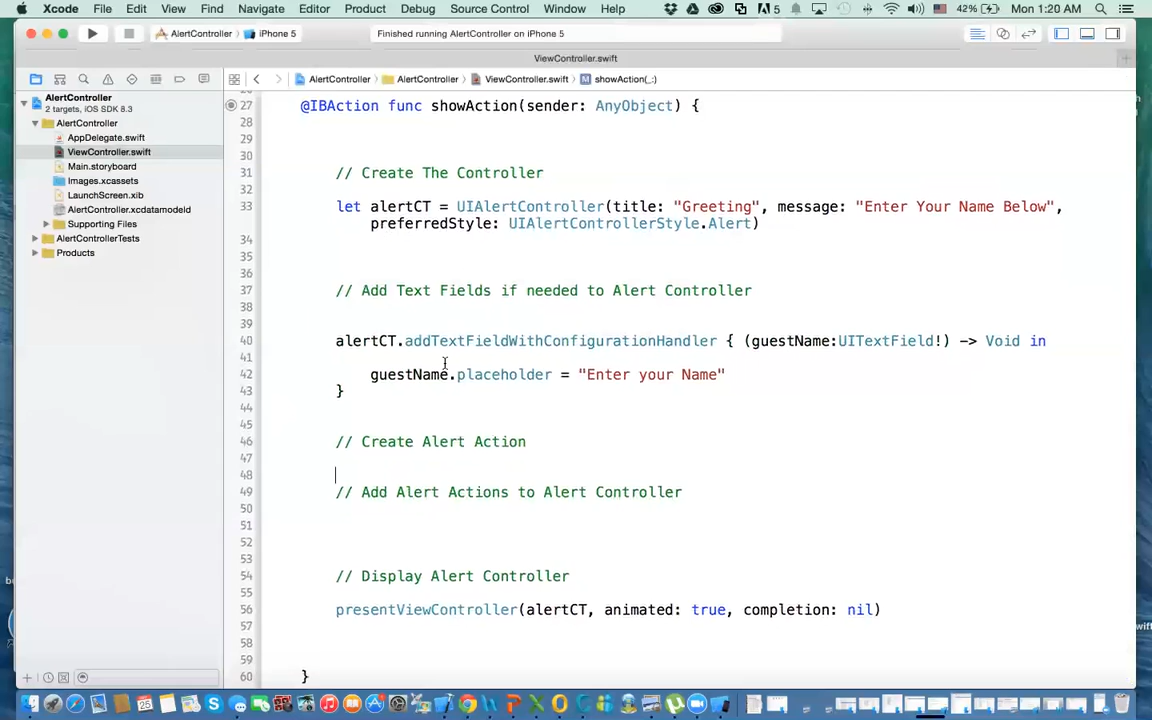 Xcode File Edit View Find Navigate Editor Product Debug Source Control Window Help 5 42% Mon 1:20 AM
AlertController iPhone 5 Finished running AlertController on iPhone 5
ViewController.swift
AlertController AlertController ViewController.swift M showAction(_:)
AlertController
2 targets, iOS SDK 8.3
AlertController
AppDelegate.swift
ViewController.swift
Main.storyboard
Images.xcassets
LaunchScreen.xib
AlertController.xcdatamodeld
Supporting Files
AlertControllerTests
Products
27 @IBAction func showAction(sender: AnyObject) {
28
29
30
31 // Create The Controller
32
33 let alertCT = UIAlertController(title: "Greeting", message: "Enter Your Name Below",
preferredStyle: UIAlertControllerStyle.Alert)
34
35
36
37 // Add Text Fields if needed to Alert Controller
38
39
40 alertCT.addTextFieldWithConfigurationHandler { (guestName:UITextField!) -> Void in
41
42 guestName.placeholder = "Enter your Name"
43 }
44
45
46 // Create Alert Action
47
48
49 // Add Alert Actions to Alert Controller
50
51
52
53
54 // Display Alert Controller
55
56 presentViewController(alertCT, animated: true, completion: nil)
57
58
59
60 }